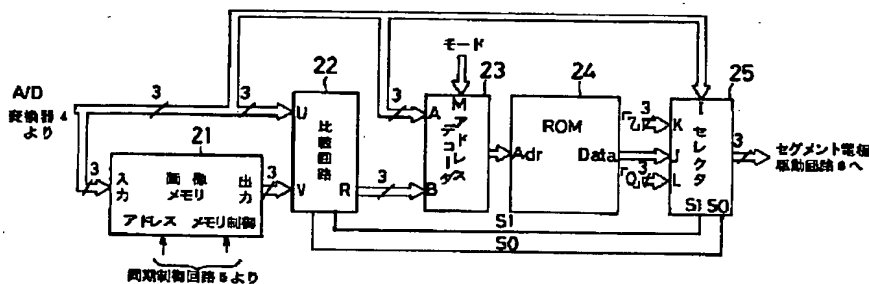 モード
A/D
変換器4
より
3
3
3
3
22
U
V
R
比較回路
21
入力
画像
メモリ
出力
アドレス
メモリ制御
3
同期制御回路5より
23
M
A
B
アドレス
デコーダ
3
24
ROM
Adr
Data
「7」
3
「0」
25
I
K
J
L
セレクタ
S1
S0
3
S1
S0
セグメント電極
駆動回路6へ